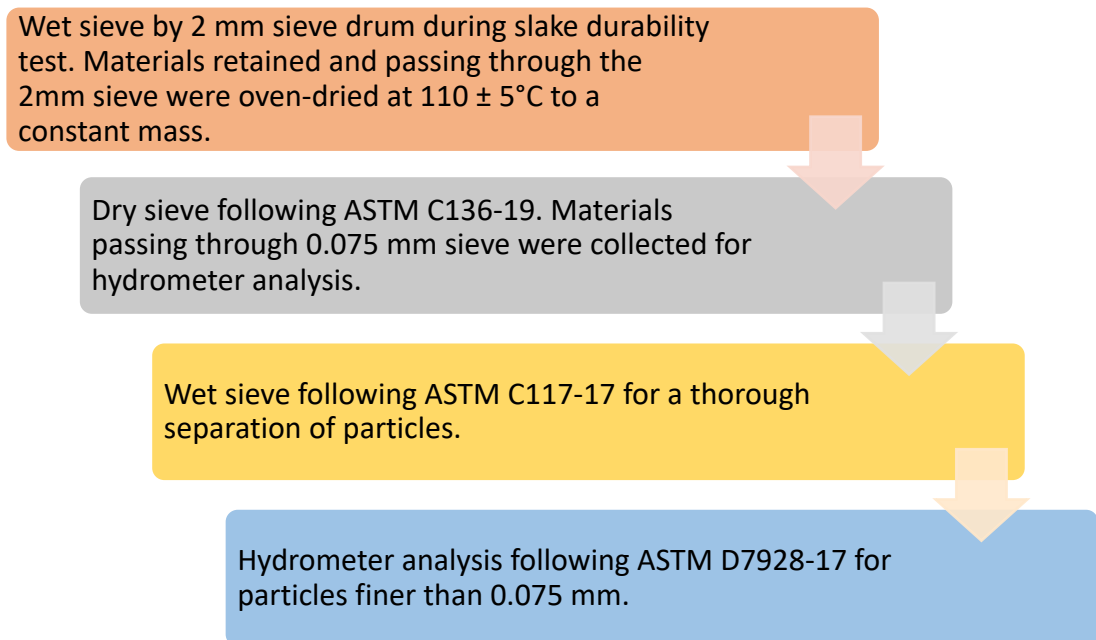 Wet sieve by 2 mm sieve drum during slake durability
test. Materials retained and passing through the
2mm sieve were oven-dried at 110 ± 5°C to a
constant mass.
Dry sieve following ASTM C136-19. Materials
passing through 0.075 mm sieve were collected for
hydrometer analysis.
Wet sieve following ASTM C117-17 for a thorough
separation of particles.
Hydrometer analysis following ASTM D7928-17 for
particles finer than 0.075 mm.